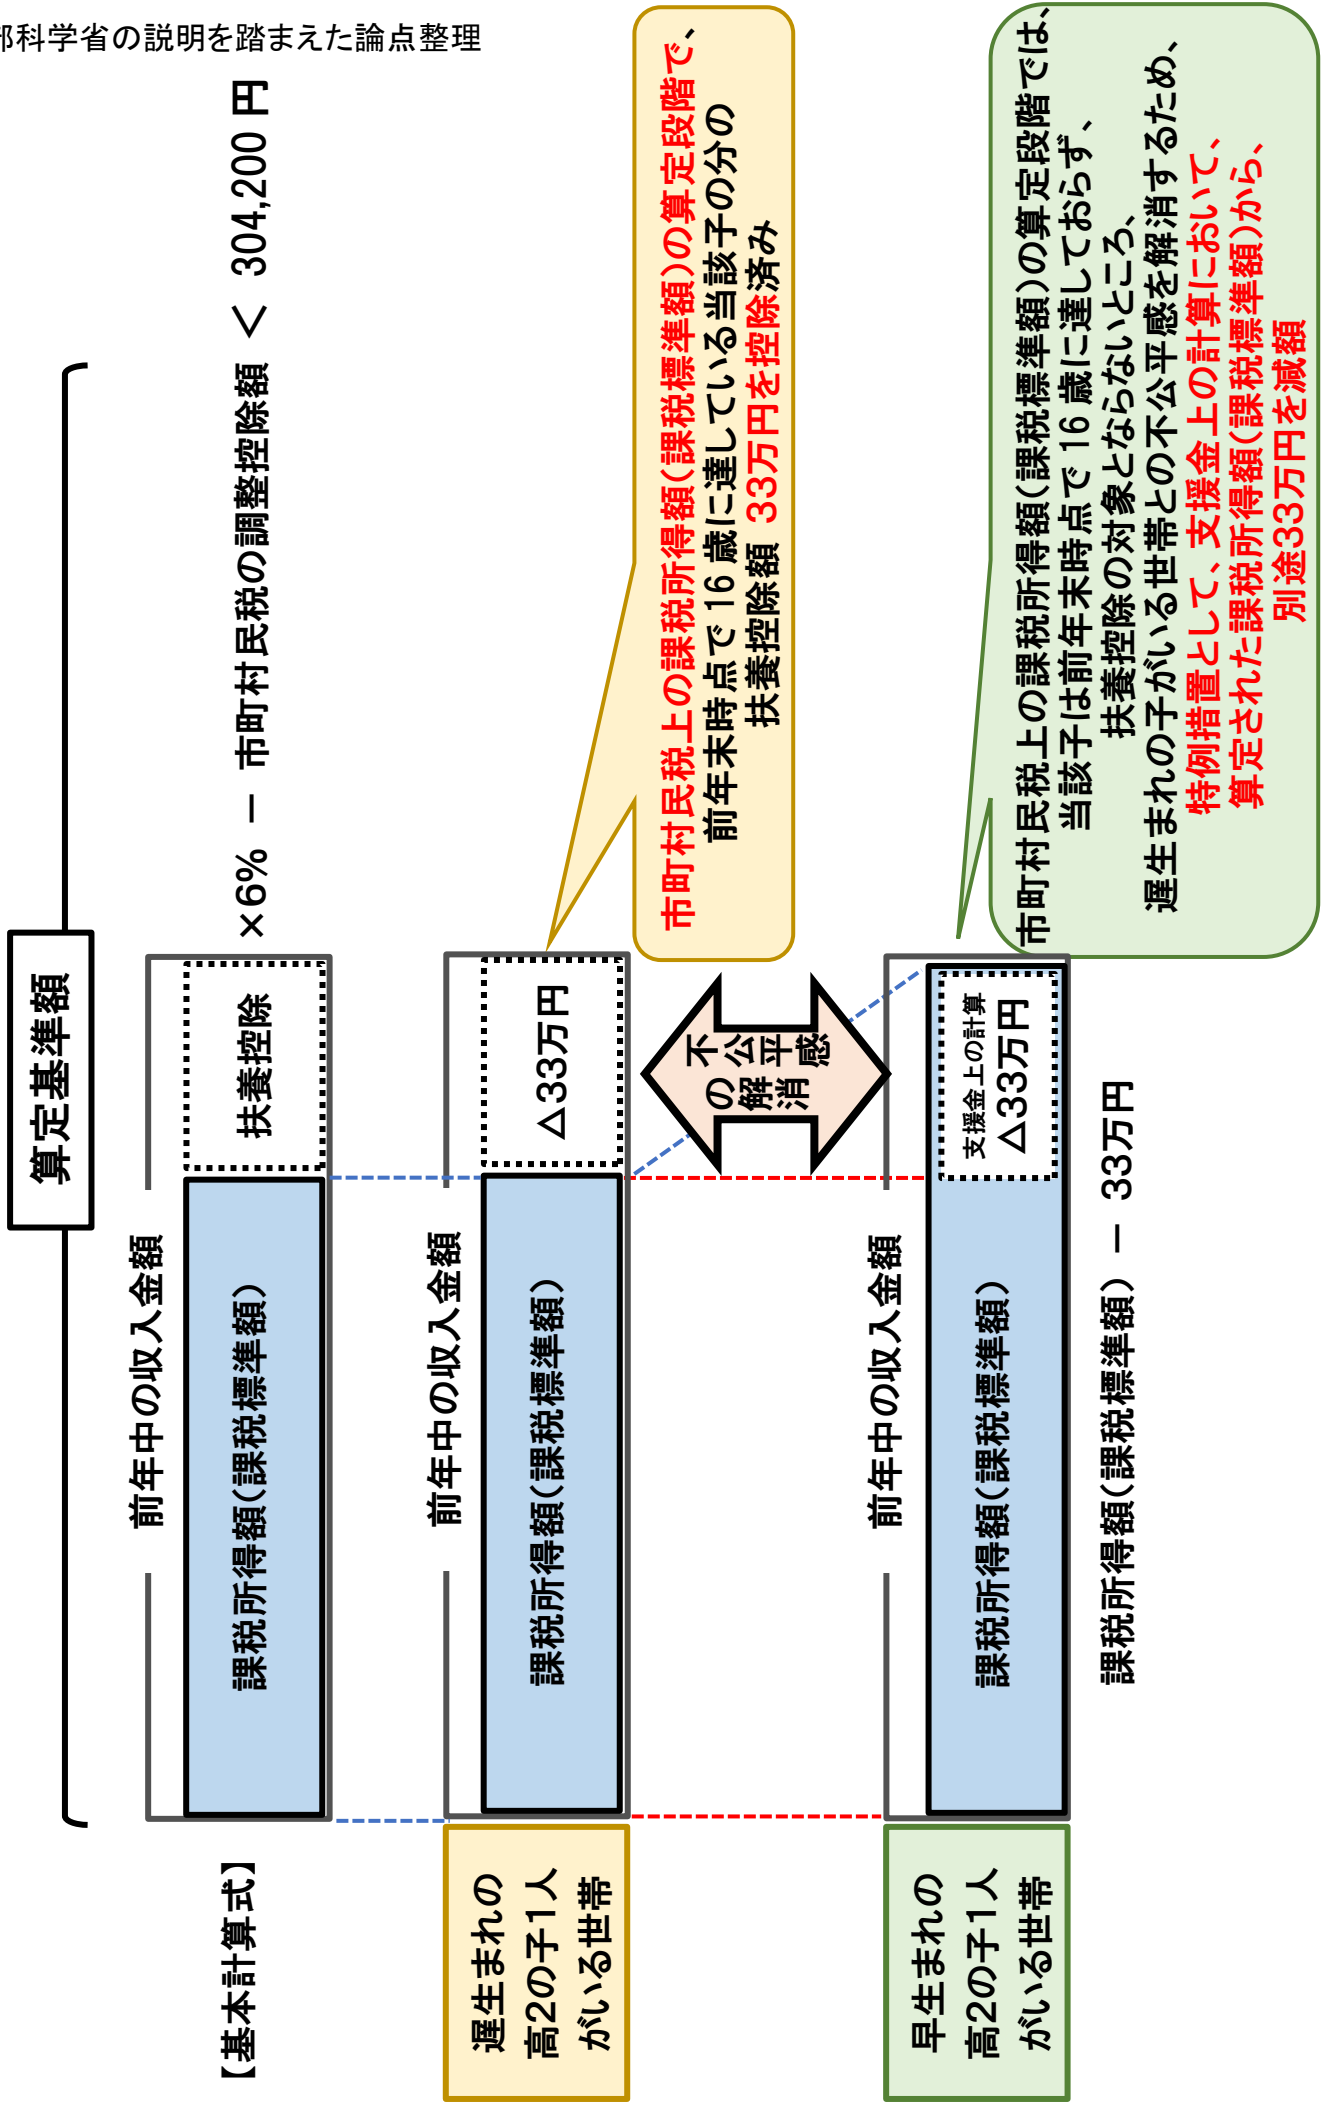 部科学省の説明を踏まえた論点整理
算定基準額
【基本計算式】
前年中の収入金額
課税所得額(課税標準額)
扶養控除
×6% － 市町村民税の調整控除額 ＜ 304,200 円
遅生まれの
高2の子1人
がいる世帯
前年中の収入金額
課税所得額(課税標準額)
△33万円
市町村民税上の課税所得額(課税標準額)の算定段階で、
前年末時点で 16 歳に達している当該子の分の
扶養控除額 33万円を控除済み
不公平感
の解消
早生まれの
高2の子1人
がいる世帯
前年中の収入金額
課税所得額(課税標準額)
支援金上の計算
△33万円
課税所得額(課税標準額) － 33万円
市町村民税上の課税所得額(課税標準額)の算定段階では、
当該子は前年末時点で 16 歳に達しておらず、
扶養控除の対象とならないところ、
遅生まれの子がいる世帯との不公平感を解消するため、
特例措置として、支援金上の計算において、
算定された課税所得額(課税標準額)から、
別途33万円を減額